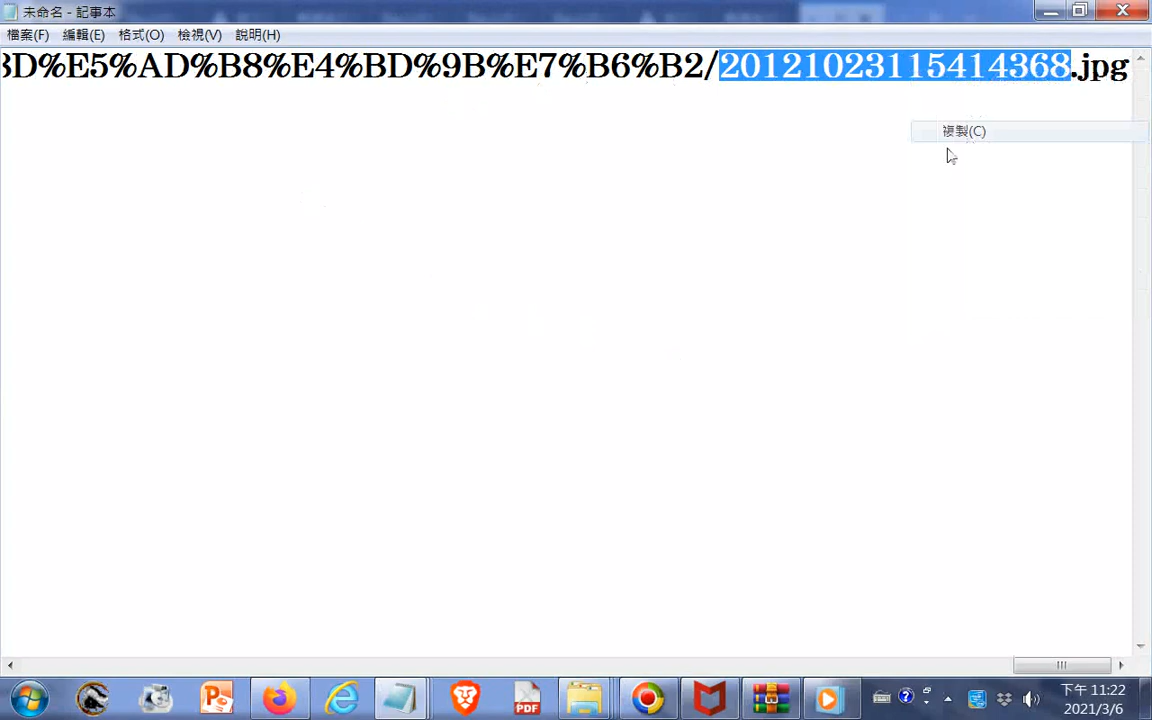 未命名 - 記事本
檔案(F) 編輯(E) 格式(O) 檢視(V) 說明(H)
3D%E5%AD%B8%E4%BD%9B%E7%B6%B2/20121023115414368.jpg
複製(C)
PDF
下午 11:22
2021/3/6